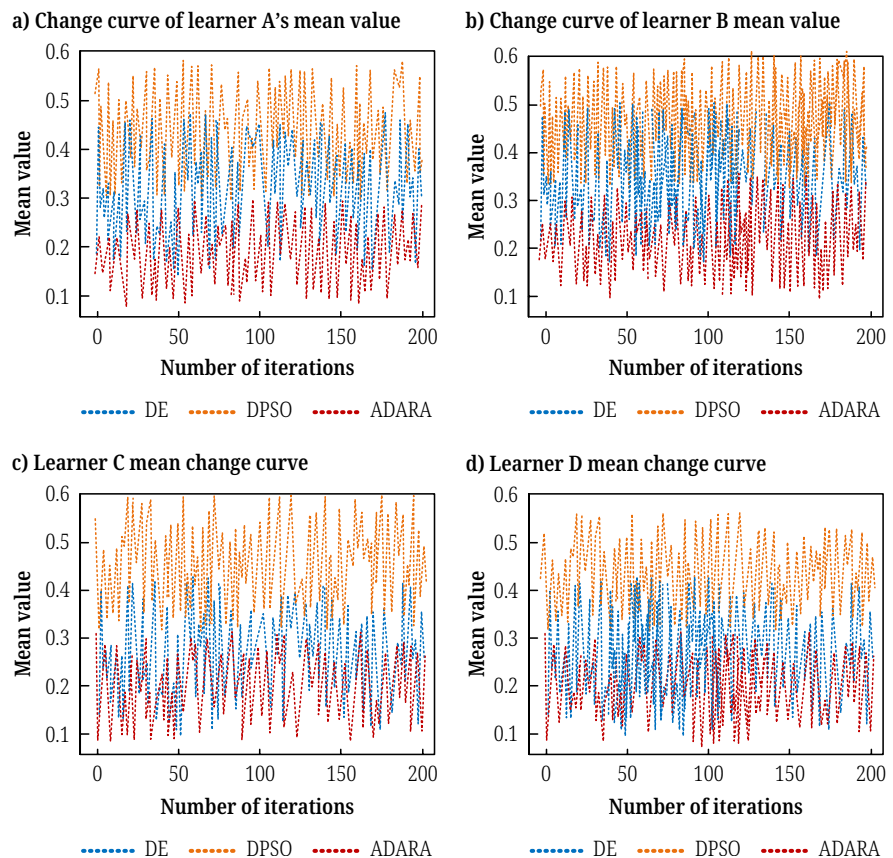 a) Change curve of learner A's mean value
0.6
0.5
0.4
0.3
0.2
0.1
Mean value
0 50 100 150 200
Number of iterations
DE DPSO ADARA
b) Change curve of learner B mean value
0.6
0.5
0.4
0.3
0.2
0.1
Mean value
0 50 100 150 200
Number of iterations
DE DPSO ADARA
c) Learner C mean change curve
0.6
0.5
0.4
0.3
0.2
0.1
Mean value
0 50 100 150 200
Number of iterations
DE DPSO ADARA
d) Learner D mean change curve
0.6
0.5
0.4
0.3
0.2
0.1
Mean value
0 50 100 150 200
Number of iterations
DE DPSO ADARA